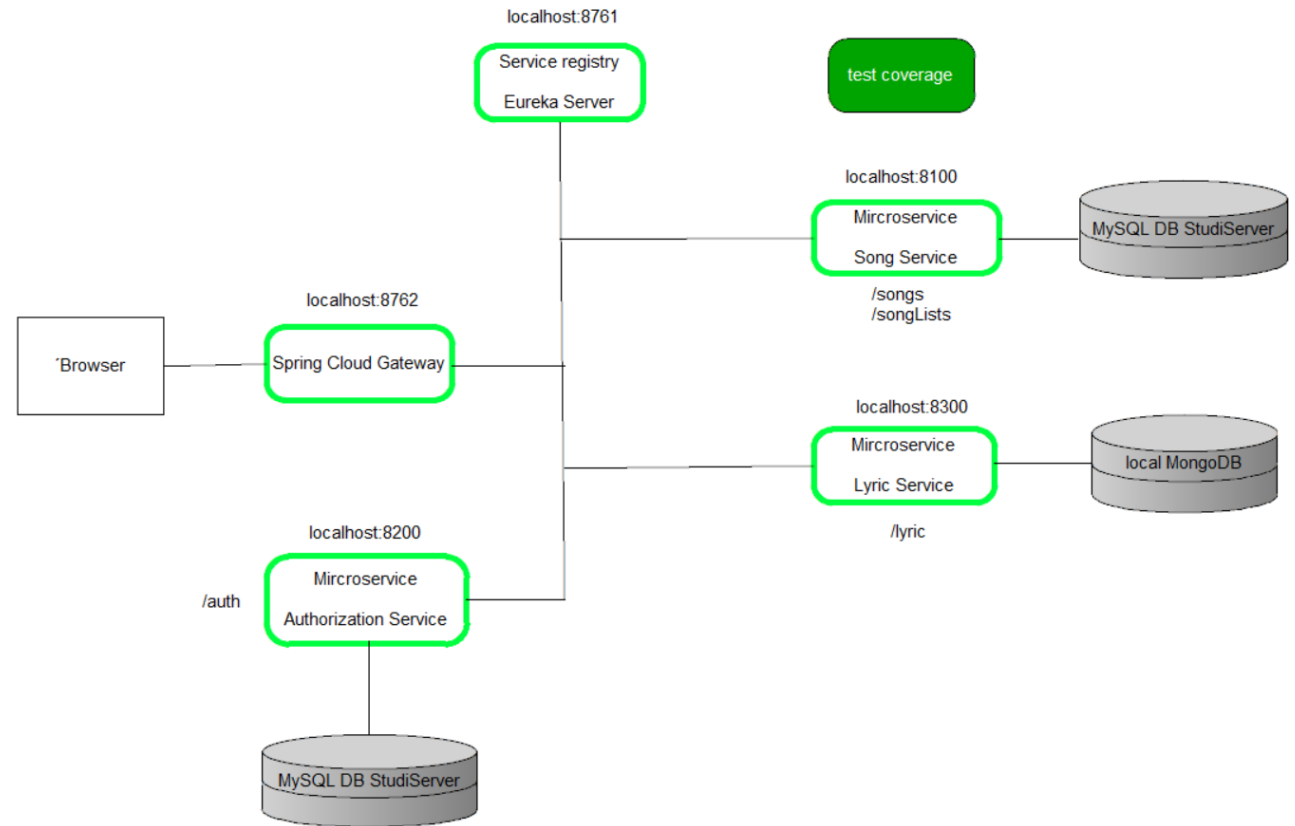 localhost:8761
Service registry
Eureka Server
test coverage
localhost:8100
Mircroservice
Song Service
/songs
/songLists
MySQL DB StudiServer
localhost:8762
´Browser
Spring Cloud Gateway
localhost:8300
Mircroservice
Lyric Service
/lyric
local MongoDB
localhost:8200
/auth
Mircroservice
Authorization Service
MySQL DB StudiServer